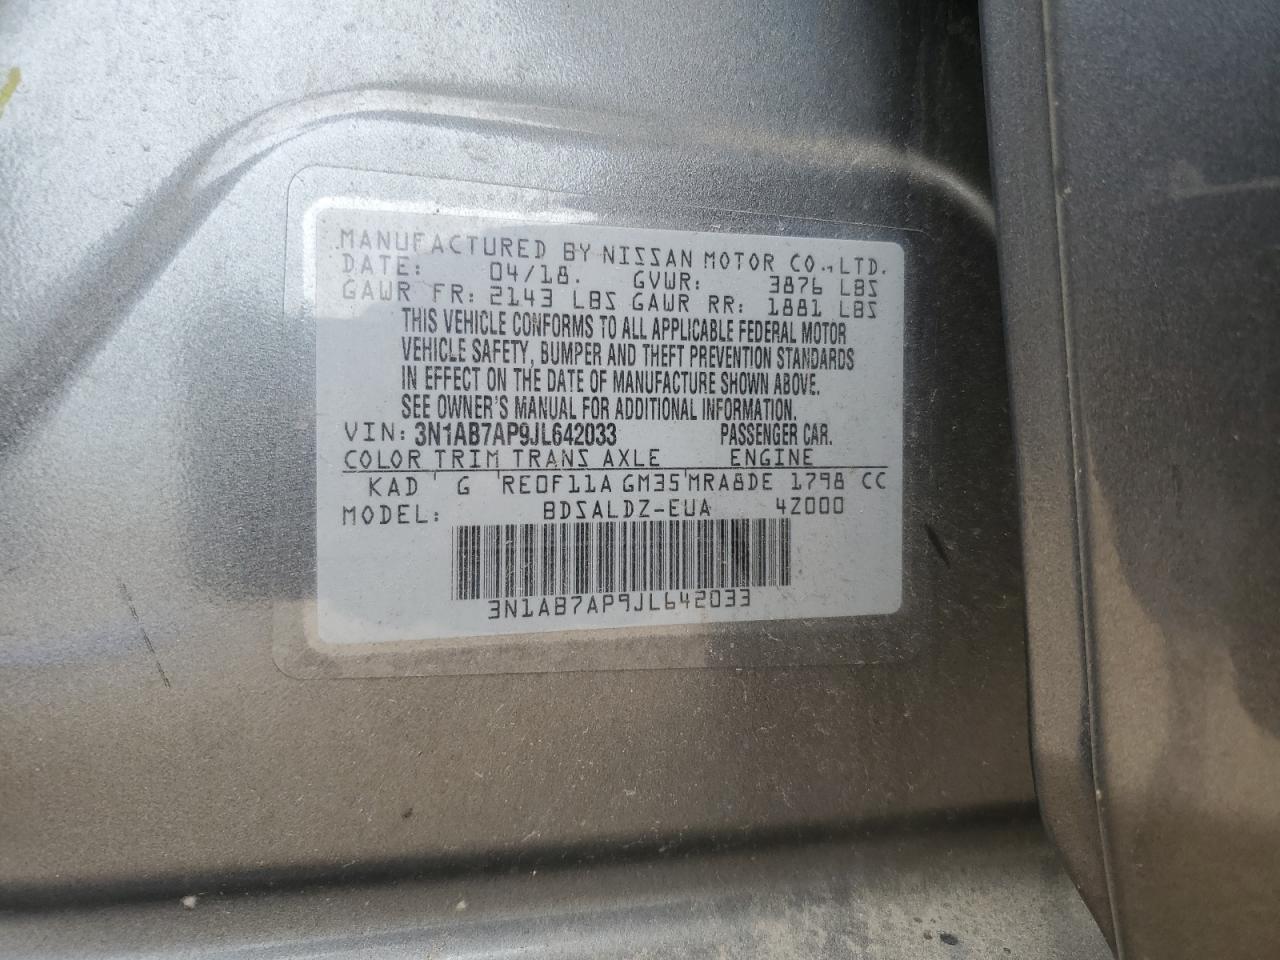 MANUFACTURED BY NISSAN MOTOR CO.,LTD.
DATE: 04/18. GVWR: 3876 LBS
GAWR FR: 2143 LBS GAWR RR: 1881 LBS
THIS VEHICLE CONFORMS TO ALL APPLICABLE FEDERAL MOTOR
VEHICLE SAFETY, BUMPER AND THEFT PREVENTION STANDARDS
IN EFFECT ON THE DATE OF MANUFACTURE SHOWN ABOVE.
SEE OWNER'S MANUAL FOR ADDITIONAL INFORMATION.
VIN: 3N1AB7AP9JL642033 PASSENGER CAR.
COLOR TRIM TRANS AXLE ENGINE
KAD ' G ' RE0F11A GM35 ' MRA8DE 1798 CC
MODEL: BDSALDZ-EUA 4Z000
3N1AB7AP9JL642033